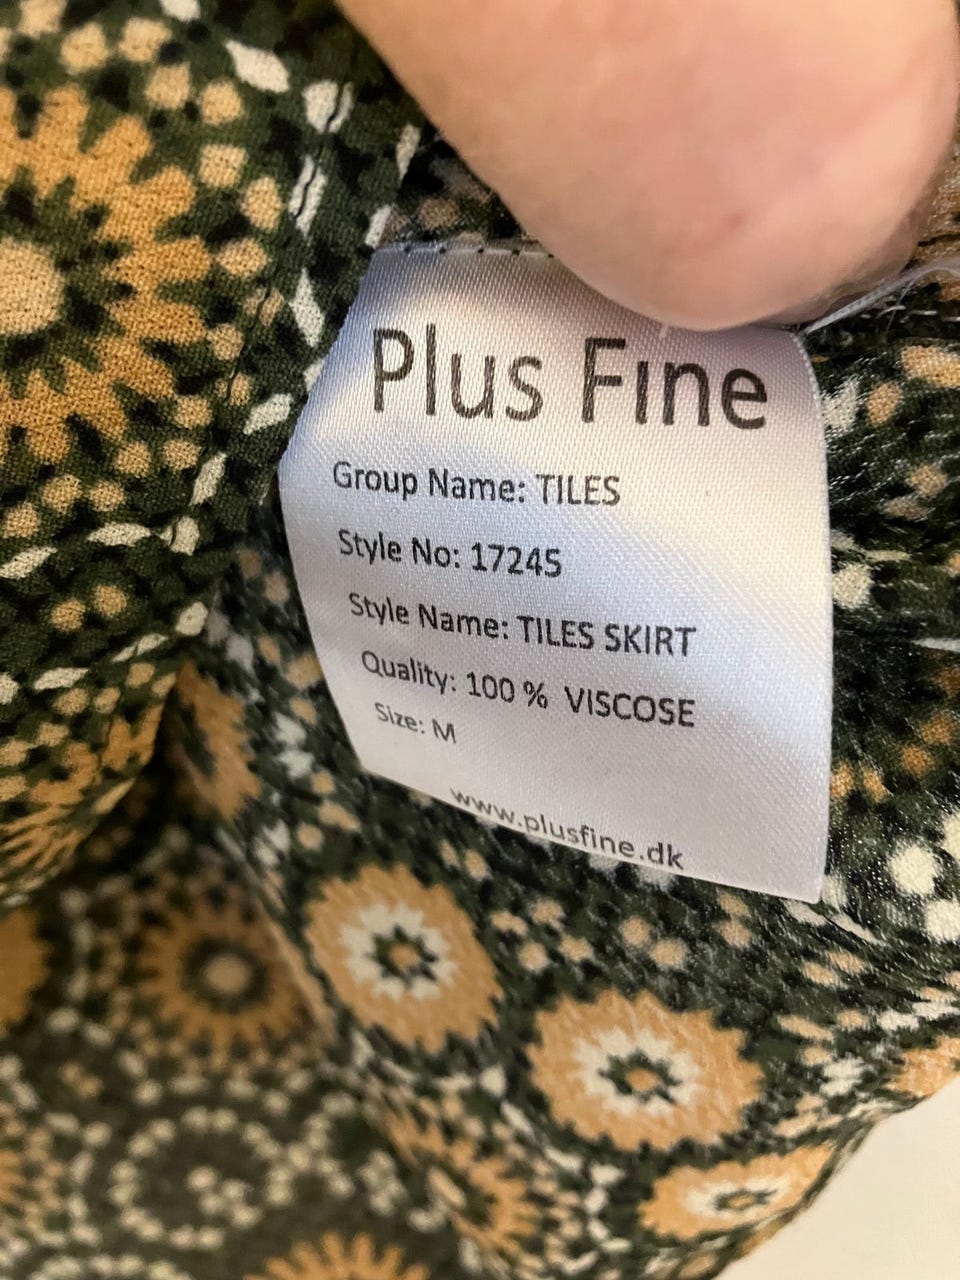 Plus Fine
Group Name: TILES
Style No: 17245
Style Name: TILES SKIRT
Quality: 100 % VISCOSE
Size: M
www.plusfine.dk